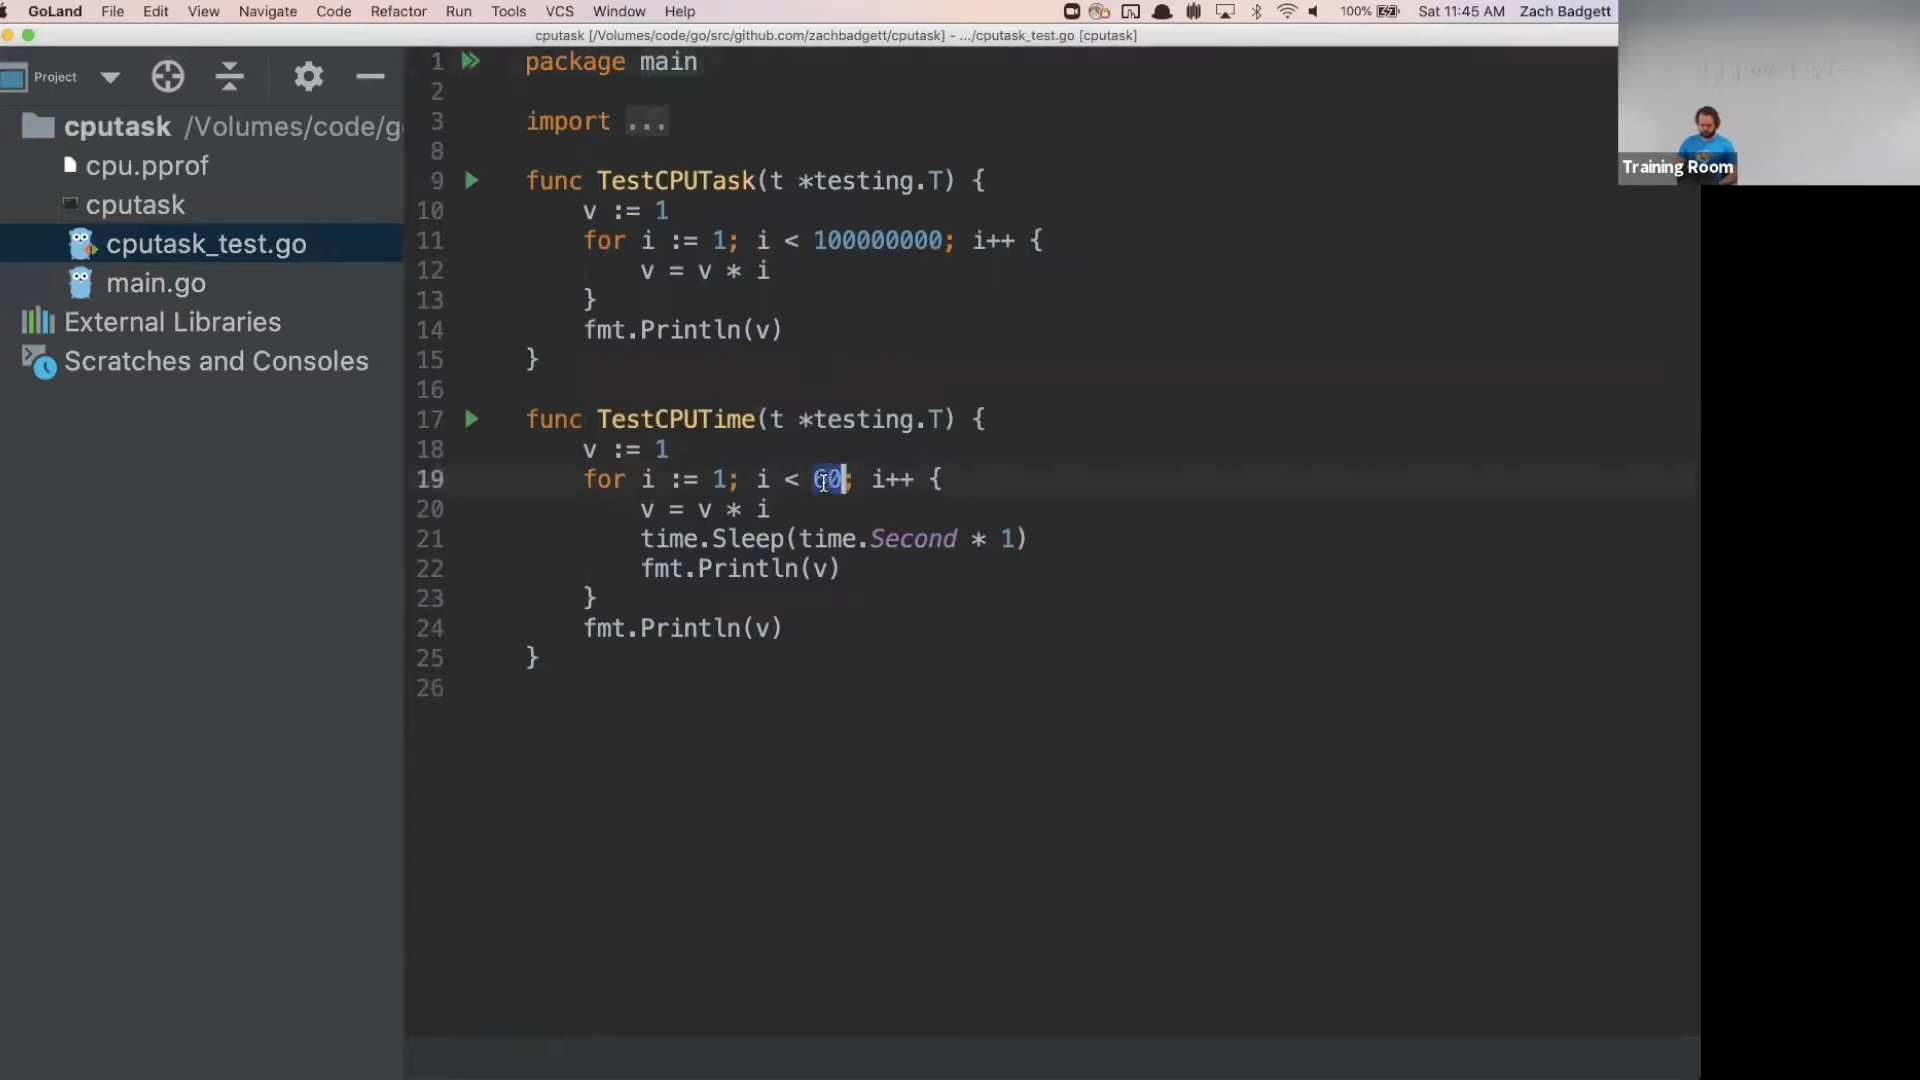 GoLand File Edit View Navigate Code Refactor Run Tools VCS Window Help 100% Sat 11:45 AM Zach Badgett
cputask [/Volumes/code/go/src/github.com/zachbadgett/cputask] - .../cputask_test.go [cputask]
Project
cputask /Volumes/code/g
cpu.pprof
cputask
cputask_test.go
main.go
External Libraries
Scratches and Consoles
1 package main
2
3 import ...
8
9 func TestCPUTask(t *testing.T) {
10 v := 1
11 for i := 1; i < 100000000; i++ {
12 v = v * i
13 }
14 fmt.Println(v)
15 }
16
17 func TestCPUTime(t *testing.T) {
18 v := 1
19 for i := 1; i < 60; i++ {
20 v = v * i
21 time.Sleep(time.Second * 1)
22 fmt.Println(v)
23 }
24 fmt.Println(v)
25 }
26
Training Room